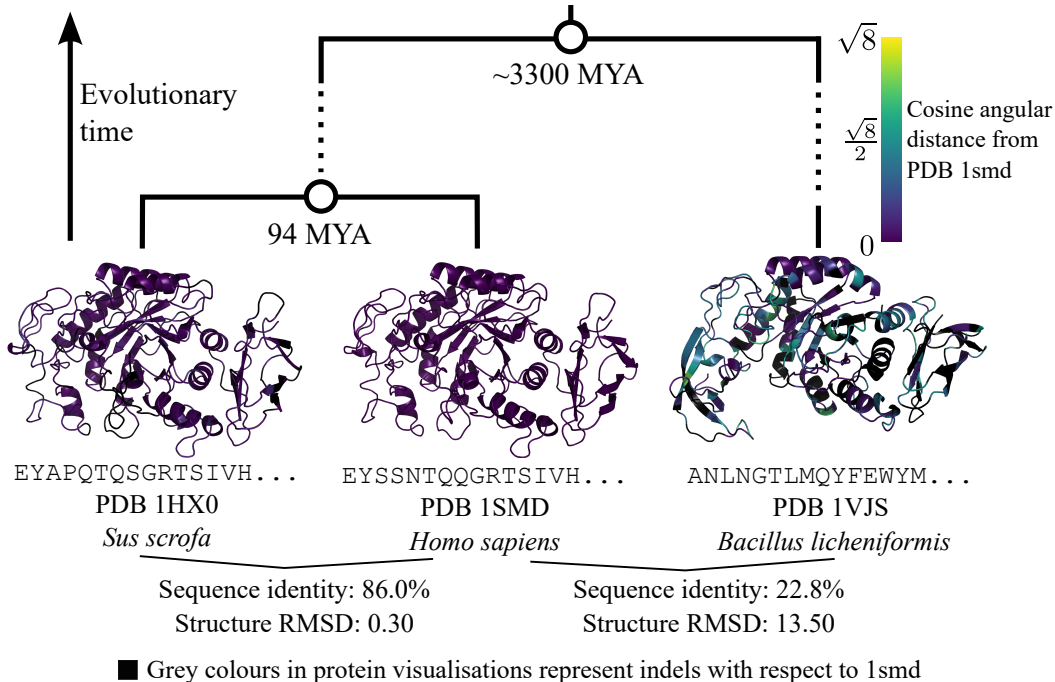 Evolutionary
time
~3300 MYA
94 MYA
√8
√8/2
0
Cosine angular
distance from
PDB 1smd
EYAPQTQSGRTSIVH...
PDB 1HX0
Sus scrofa
EYSSNTQQGRTSIVH...
PDB 1SMD
Homo sapiens
ANLNGTLMQYFEWYM...
PDB 1VJS
Bacillus licheniformis
Sequence identity: 86.0%
Structure RMSD: 0.30
Sequence identity: 22.8%
Structure RMSD: 13.50
Grey colours in protein visualisations represent indels with respect to 1smd